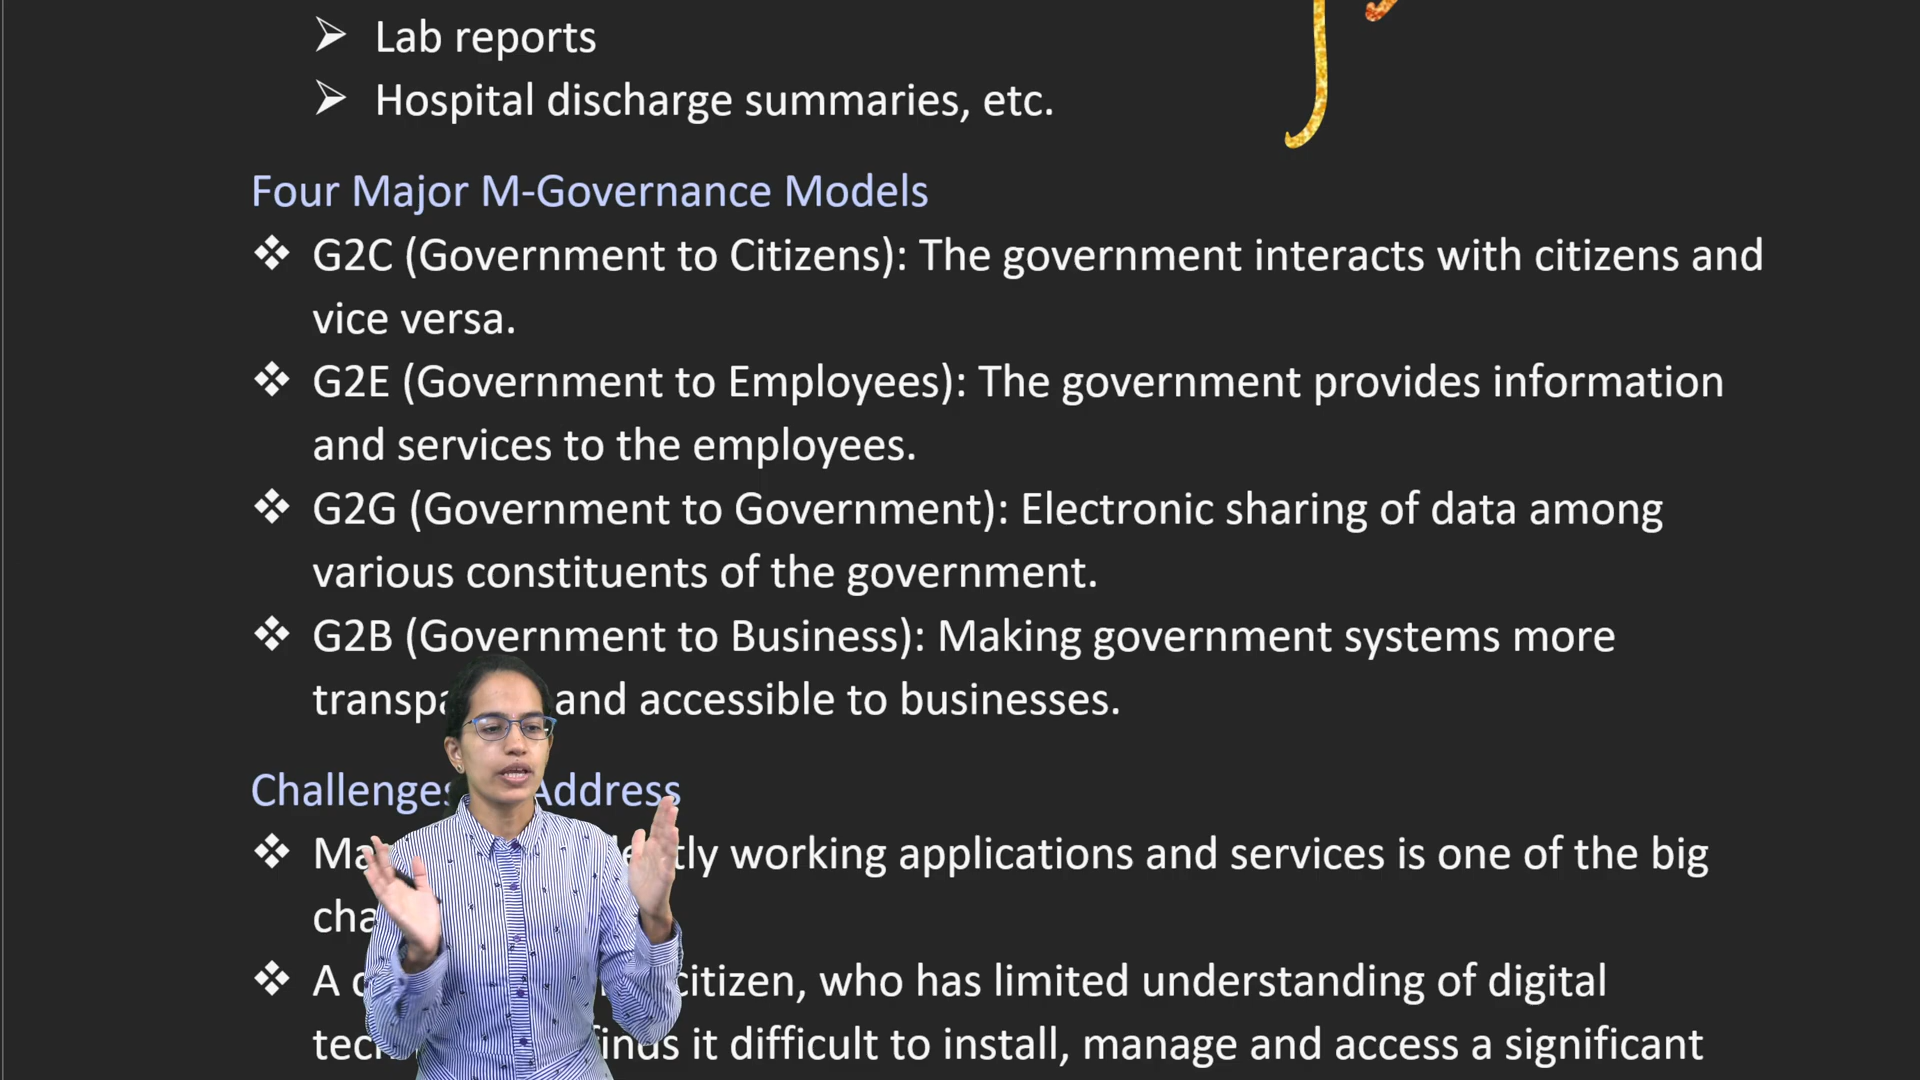 Lab reports
Hospital discharge summaries, etc.
Four Major M-Governance Models
G2C (Government to Citizens): The government interacts with citizens and
vice versa.
G2E (Government to Employees): The government provides information
and services to the employees.
G2G (Government to Government): Electronic sharing of data among
various constituents of the government.
G2B (Government to Business): Making government systems more
and accessible to businesses.
Challenges Address
working applications and services is one of the big
A citizen, who has limited understanding of digital
finds it difficult to install, manage and access a significant